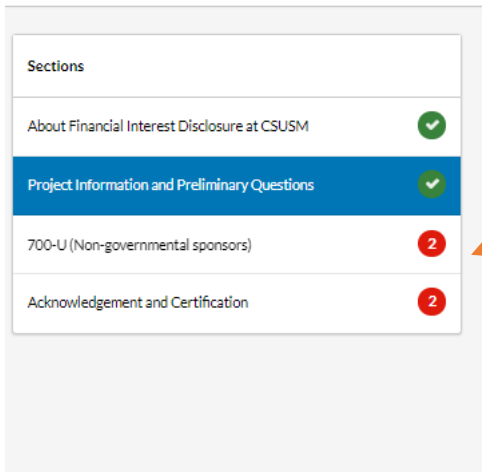 Sections
About Financial Interest Disclosure at CSUSM
Project Information and Preliminary Questions
700-U (Non-governmental sponsors) 2
Acknowledgement and Certification 2